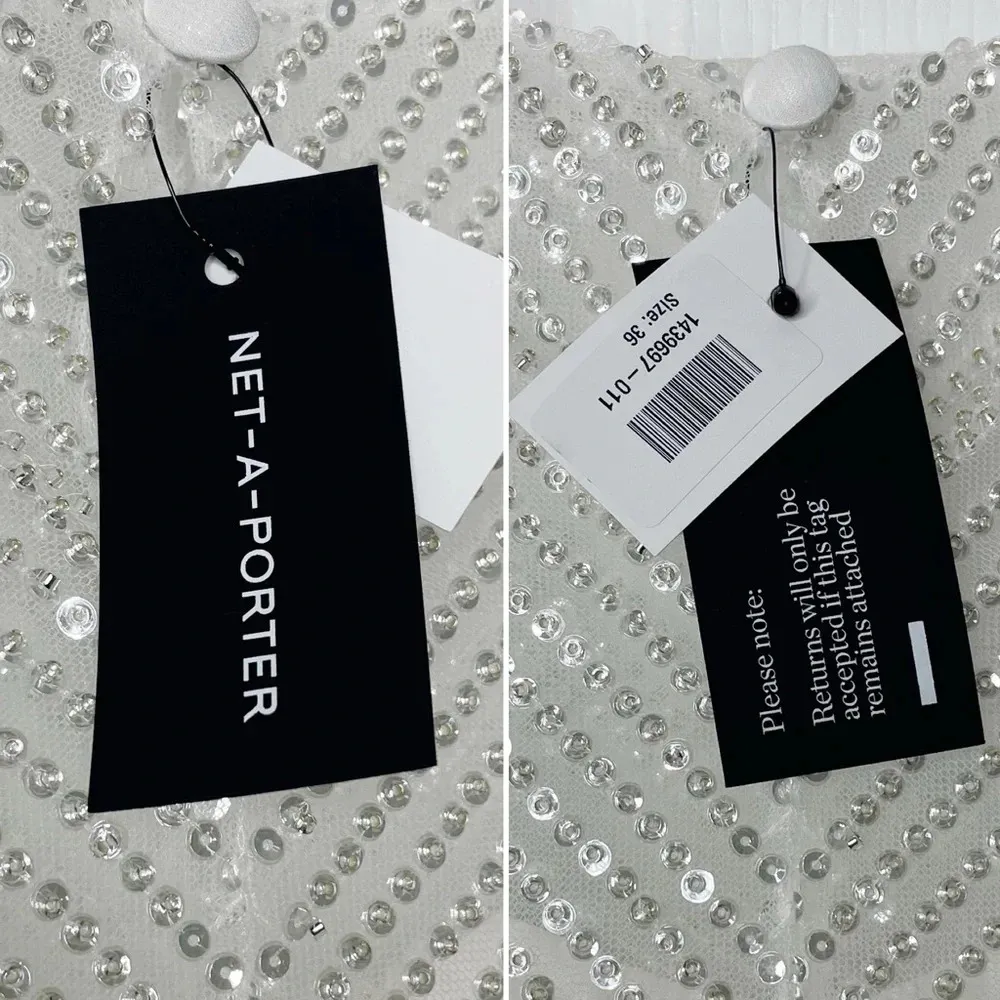 NET-A-PORTER
Size: 36
1439697-011
Please note:
Returns will only be
accepted if this tag
remains attached